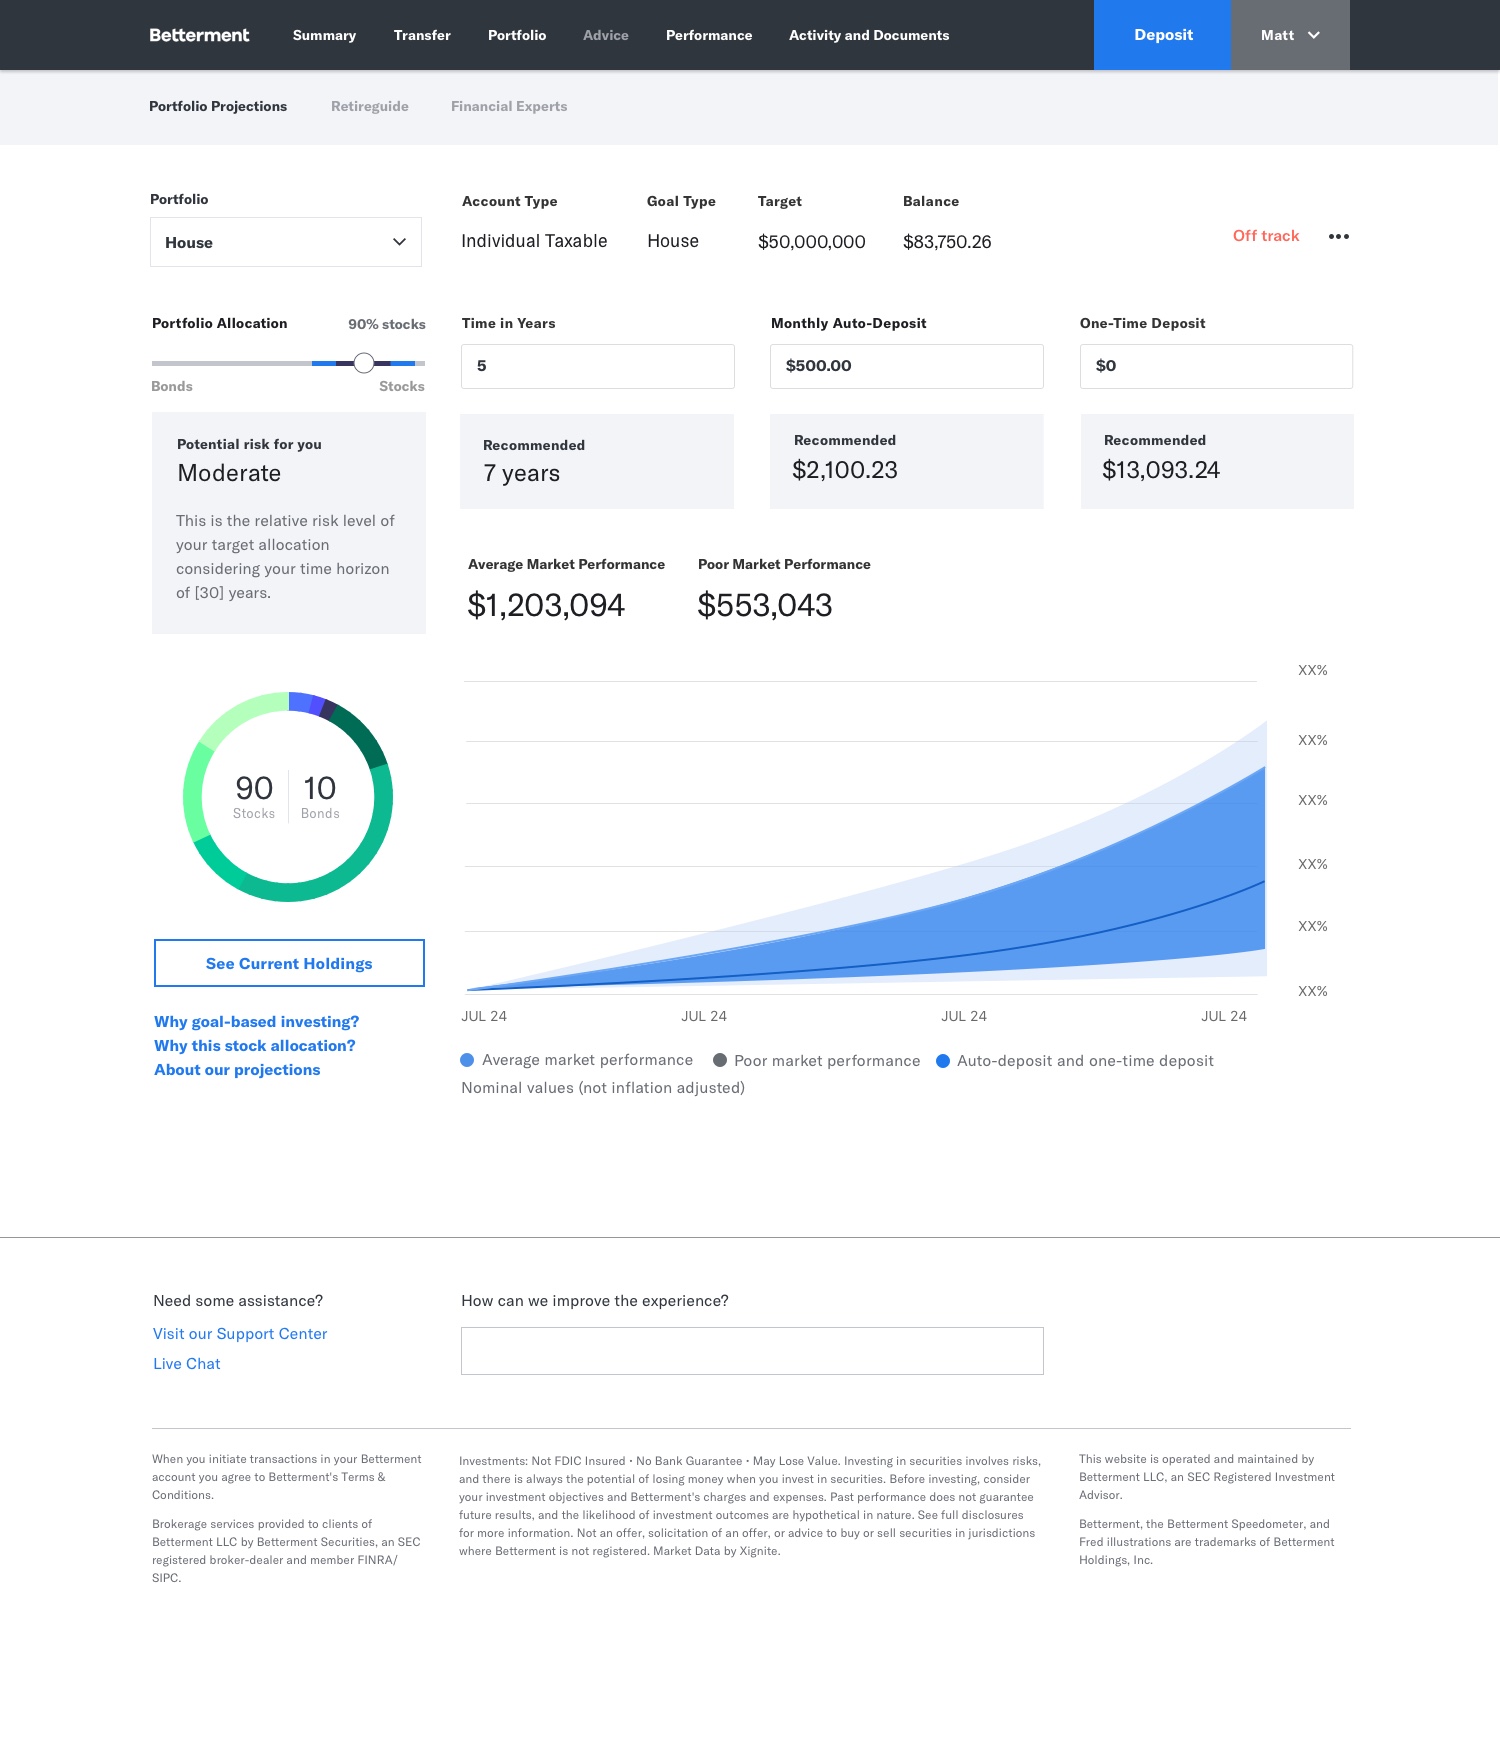 Betterment Summary Transfer Portfolio Advice Performance Activity and Documents Deposit Matt
Portfolio Projections Retireguide Financial Experts
Portfolio
House
Account Type Goal Type Target Balance
Individual Taxable House $50,000,000 $83,750.26
Off track
Portfolio Allocation 90% stocks
Bonds Stocks
Time in Years
5
Monthly Auto-Deposit
$500.00
One-Time Deposit
$0
Potential risk for you
Moderate
This is the relative risk level of
your target allocation
considering your time horizon
of [30] years.
Recommended
7 years
Recommended
$2,100.23
Recommended
$13,093.24
Average Market Performance Poor Market Performance
$1,203,094 $553,043
90 10
Stocks Bonds
XX%
XX%
XX%
XX%
XX%
XX%
JUL 24 JUL 24 JUL 24 JUL 24
Average market performance Poor market performance Auto-deposit and one-time deposit
Nominal values (not inflation adjusted)
See Current Holdings
Why goal-based investing?
Why this stock allocation?
About our projections
Need some assistance?
Visit our Support Center
Live Chat
How can we improve the experience?
When you initiate transactions in your Betterment
account you agree to Betterment's Terms &
Conditions.
Brokerage services provided to clients of
Betterment LLC by Betterment Securities, an SEC
registered broker-dealer and member FINRA/
SIPC.
Investments: Not FDIC Insured • No Bank Guarantee • May Lose Value. Investing in securities involves risks,
and there is always the potential of losing money when you invest in securities. Before investing, consider
your investment objectives and Betterment's charges and expenses. Past performance does not guarantee
future results, and the likelihood of investment outcomes are hypothetical in nature. See full disclosures
for more information. Not an offer, solicitation of an offer, or advice to buy or sell securities in jurisdictions
where Betterment is not registered. Market Data by Xignite.
This website is operated and maintained by
Betterment LLC, an SEC Registered Investment
Advisor.
Betterment, the Betterment Speedometer, and
Fred illustrations are trademarks of Betterment
Holdings, Inc.